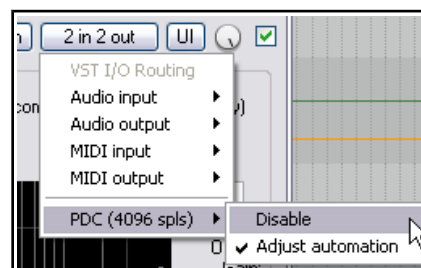 2 in 2 out UI
VST I/O Routing
Audio input
Audio output
MIDI input
MIDI output
PDC (4096 spls)
Disable
Adjust automation